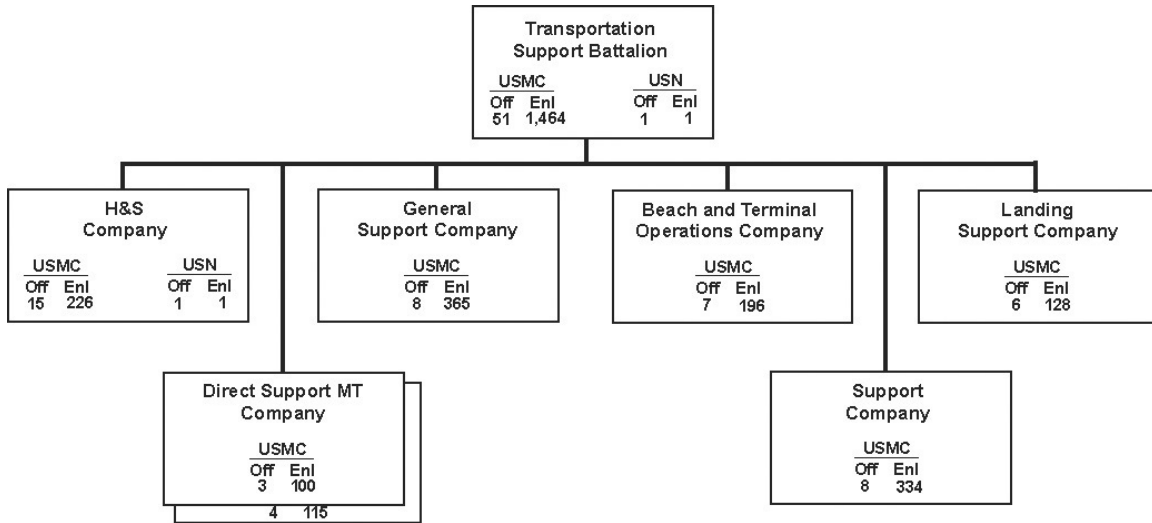 Transportation
Support Battalion
USMC USN
Off Enl Off Enl
51 1,464 1 1
H&S
Company
USMC USN
Off Enl Off Enl
15 226 1 1
General
Support Company
USMC
Off Enl
8 365
Beach and Terminal
Operations Company
USMC
Off Enl
7 196
Landing
Support Company
USMC
Off Enl
6 128
Direct Support MT
Company
USMC
Off Enl
3 100
4 115
Support
Company
USMC
Off Enl
8 334